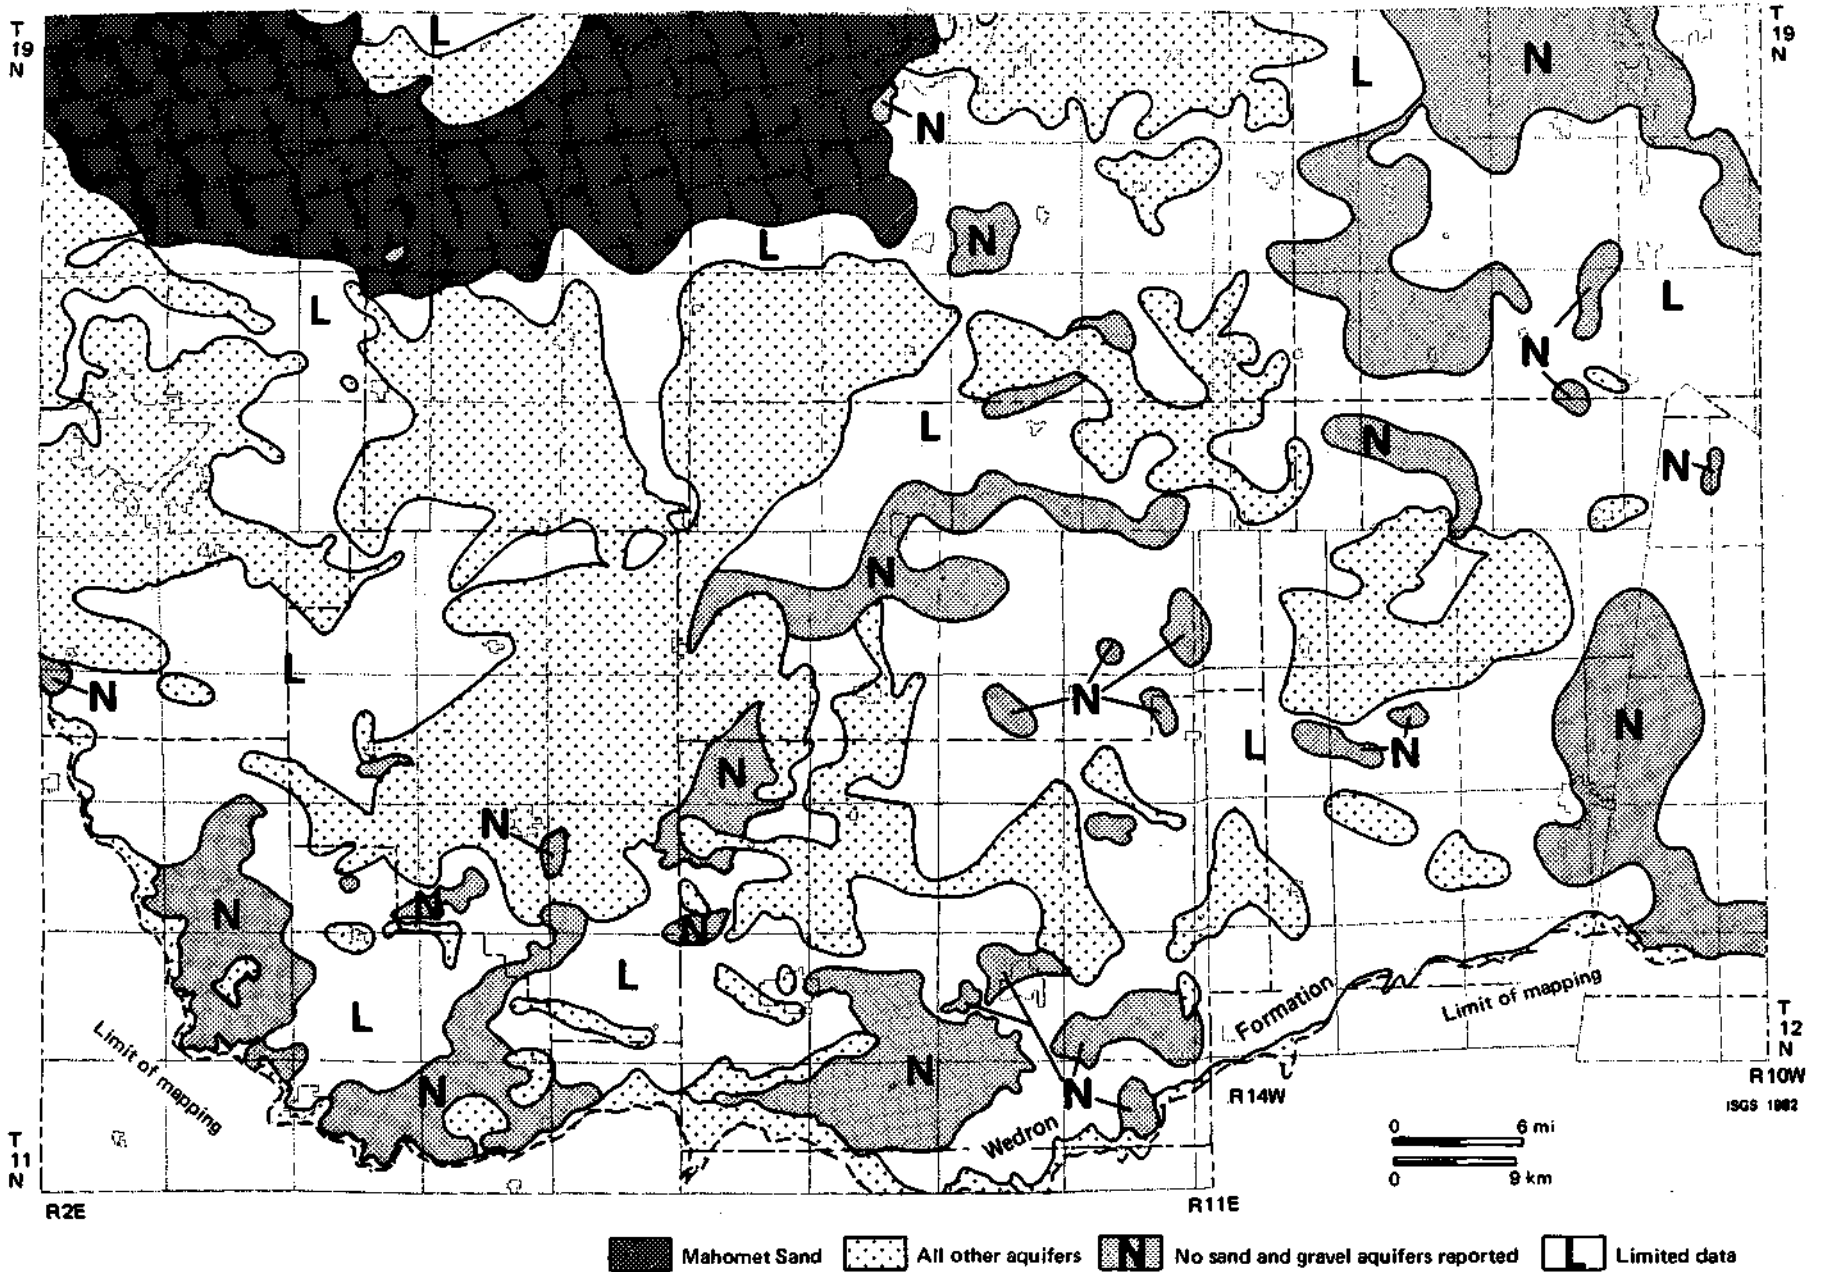 T
19
N
T
19
N
L
L
N
N
L
N
L
N
L
L
N
N
N
N
L
N
N
L
N
N
N
N
N
N
N
L
L
N
N
N
Limit of mapping
Formation
Limit of mapping
Wedron
T
12
N
R10W
R14W
ISGS 1982
T
11
N
0 6 mi
0 9 km
R2E
R11E
Mahomet Sand
All other aquifers
N No sand and gravel aquifers reported
L Limited data